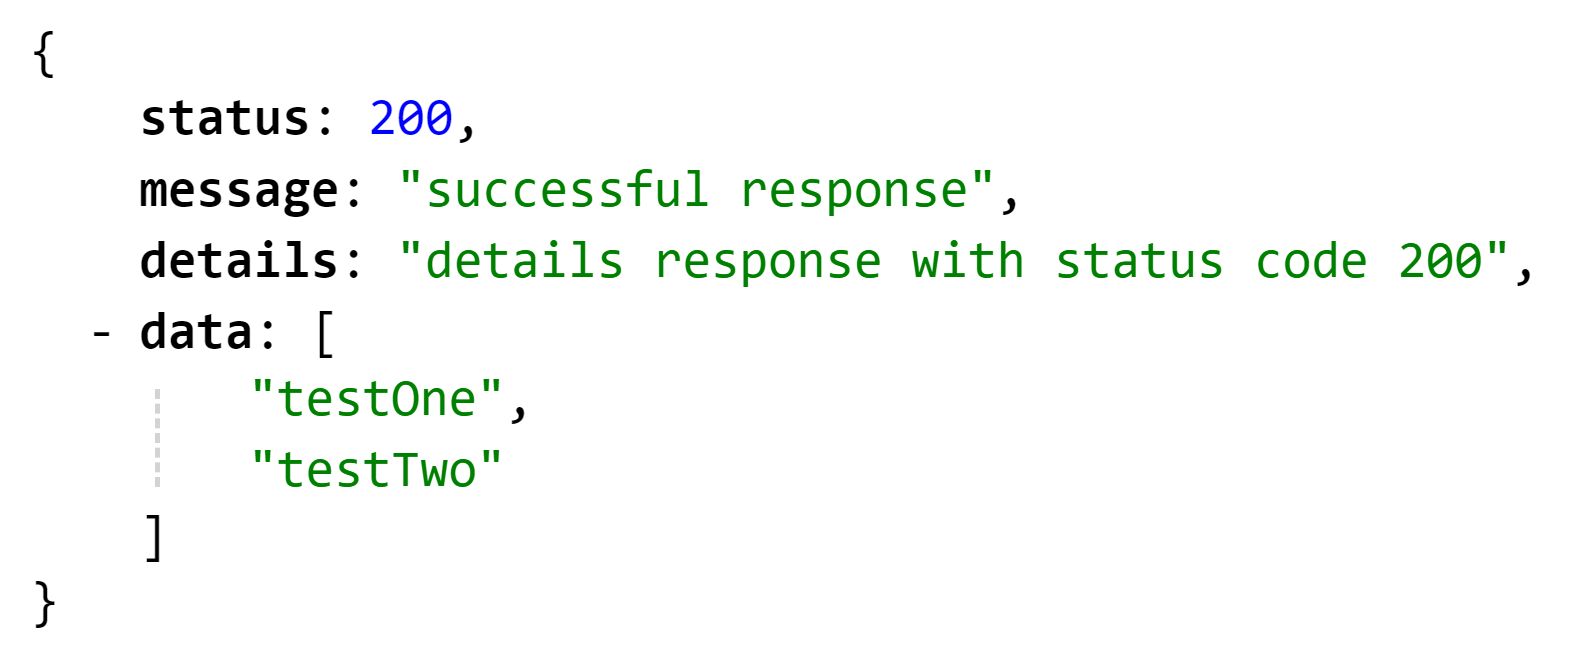 {
status: 200,
message: "successful response",
details: "details response with status code 200",
- data: [
"testOne",
"testTwo"
]
}